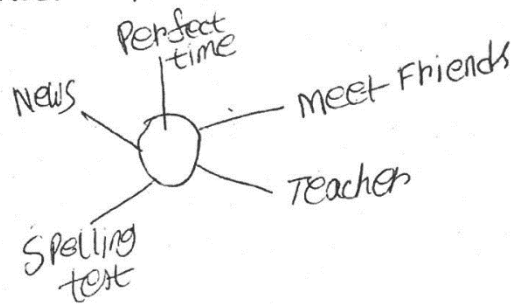 Perfect
time
News
Meet Friends
Teacher
Spelling
test